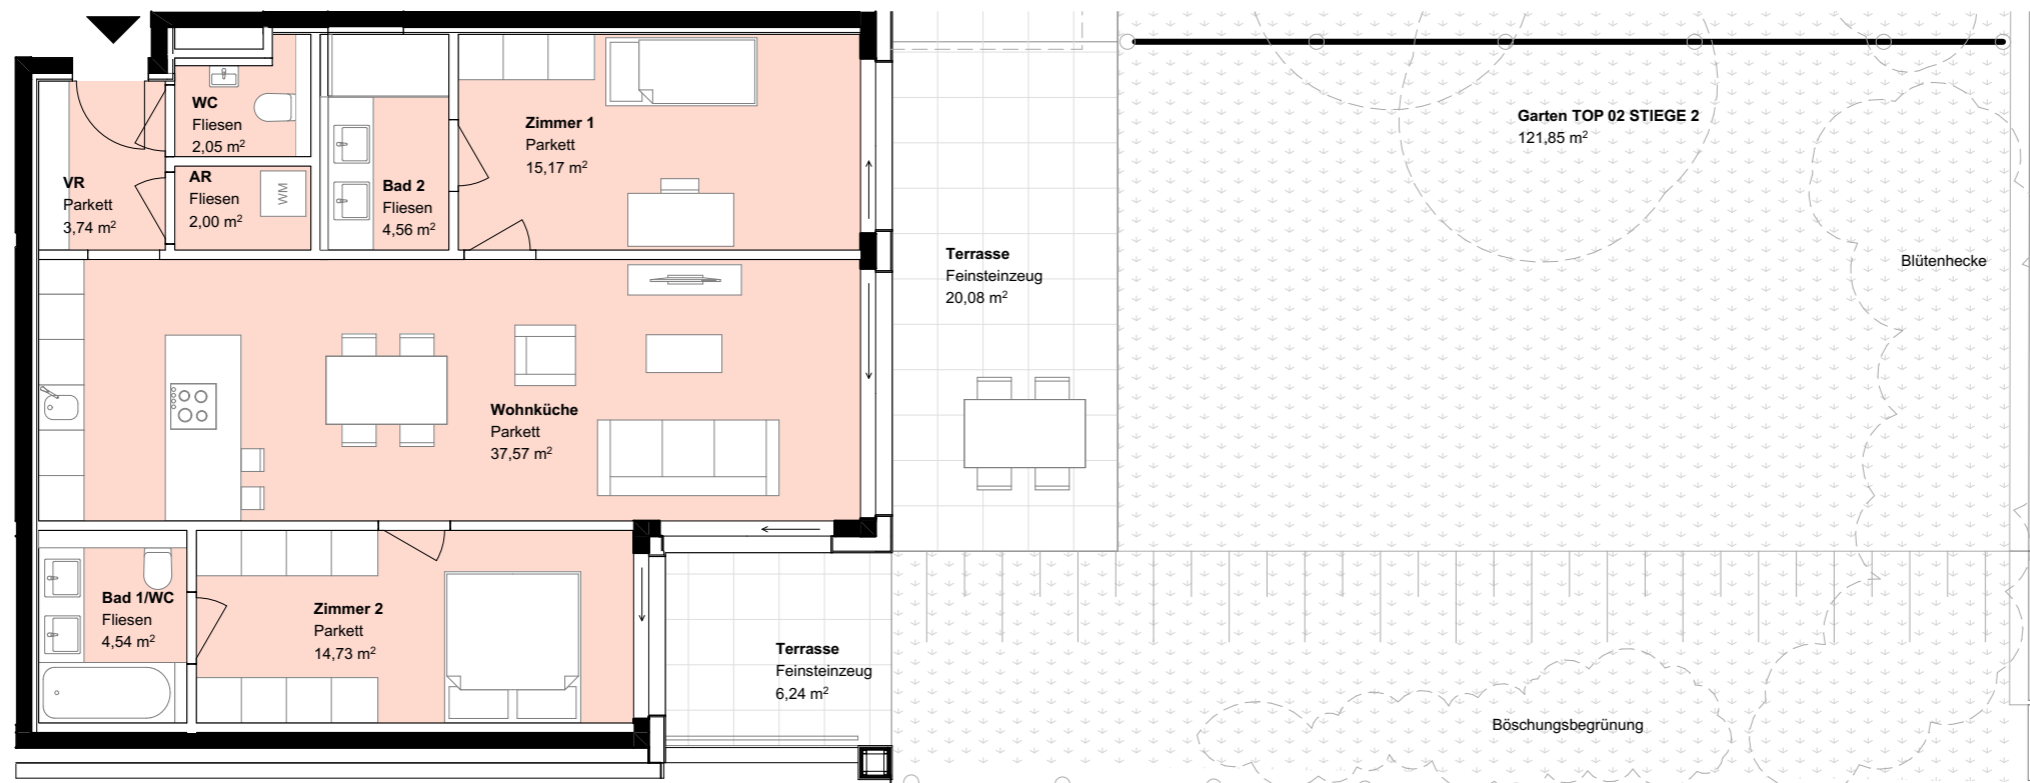 WC
Fliesen
2,05 m²
VR
Parkett
3,74 m²
AR
Fliesen
2,00 m²
WM
Bad 2
Fliesen
4,56 m²
Zimmer 1
Parkett
15,17 m²
Garten TOP 02 STIEGE 2
121,85 m²
Terrasse
Feinsteinzeug
20,08 m²
Blütenhecke
Wohnküche
Parkett
37,57 m²
Bad 1/WC
Fliesen
4,54 m²
Zimmer 2
Parkett
14,73 m²
Terrasse
Feinsteinzeug
6,24 m²
Böschungsbegrünung